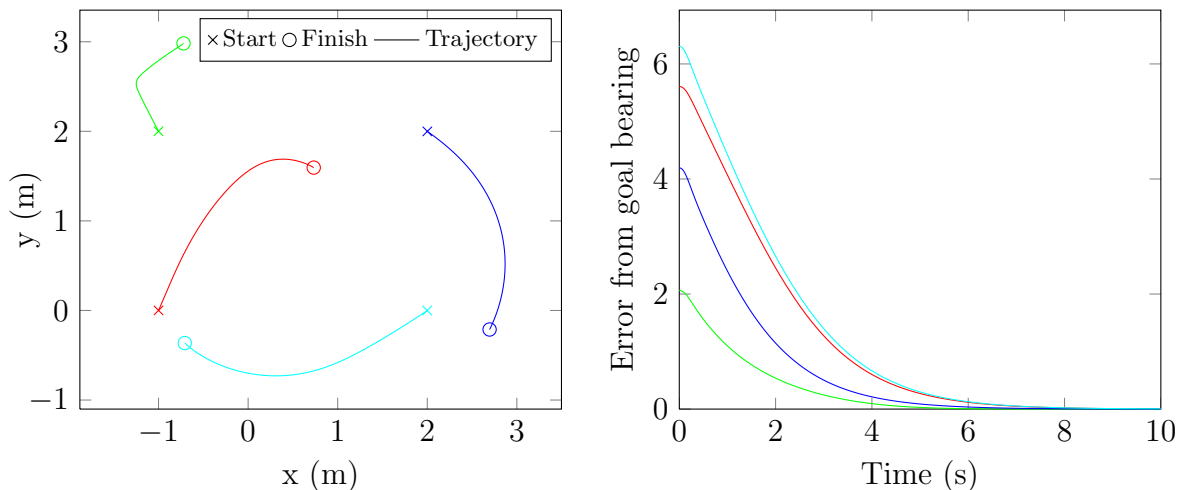 × Start ○ Finish — Trajectory
3
2
1
0
−1
−1 0 1 2 3
x (m)
y (m)
6
4
2
0
0 2 4 6 8 10
Time (s)
Error from goal bearing